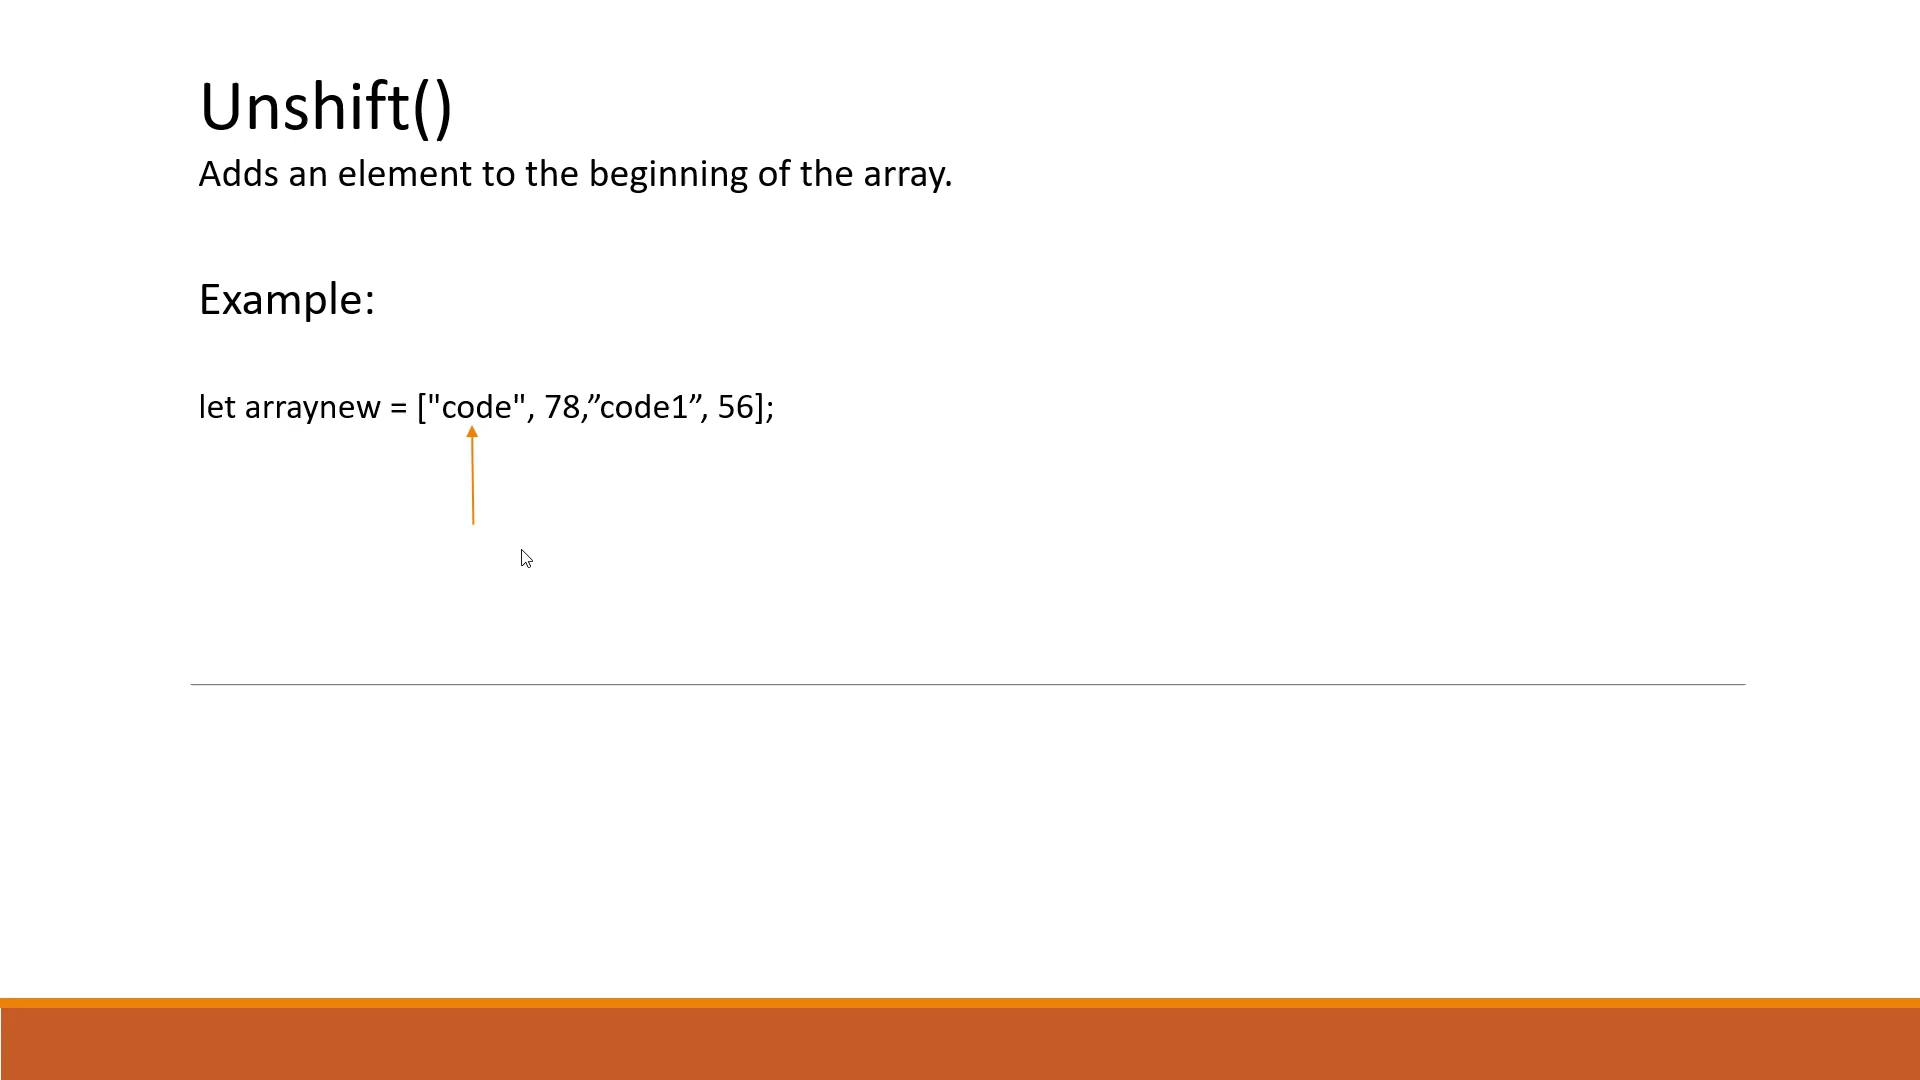 Unshift()
Adds an element to the beginning of the array.
Example:
let arraynew = ["code", 78,”code1”, 56];